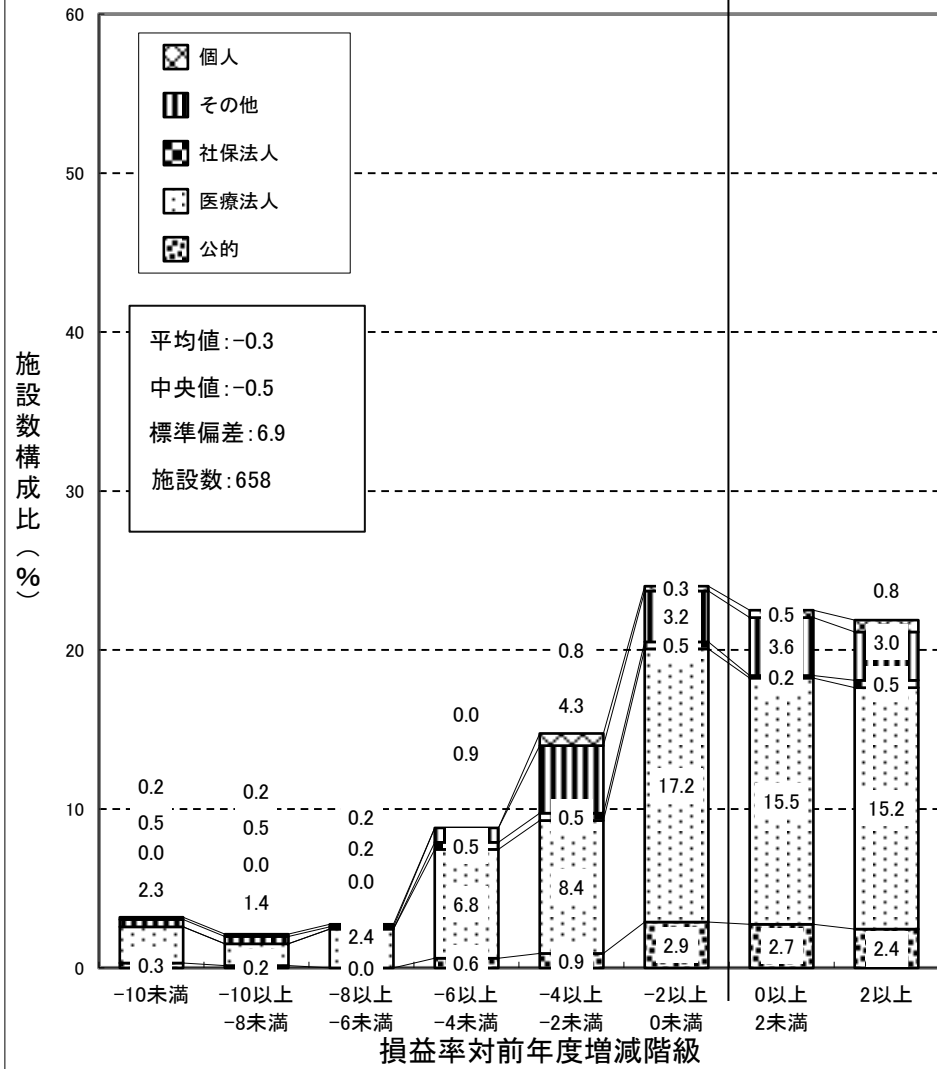 60
50
40
30
20
10
0
施設数構成比（％）
個人
その他
社保法人
医療法人
公的
平均値:−0.3
中央値:−0.5
標準偏差:6.9
施設数:658
0.2
0.5
0.0
2.3
0.3
0.2
0.5
0.0
1.4
0.2
0.2
0.2
0.0
2.4
0.0
0.0
0.9
0.5
6.8
0.6
0.8
4.3
0.5
8.4
0.9
0.3
3.2
0.5
17.2
2.9
0.5
3.6
0.2
15.5
2.7
0.8
3.0
0.5
15.2
2.4
−10未満
−10以上
−8未満
−8以上
−6未満
−6以上
−4未満
−4以上
−2未満
−2以上
0未満
0以上
2未満
2以上
損益率対前年度増減階級